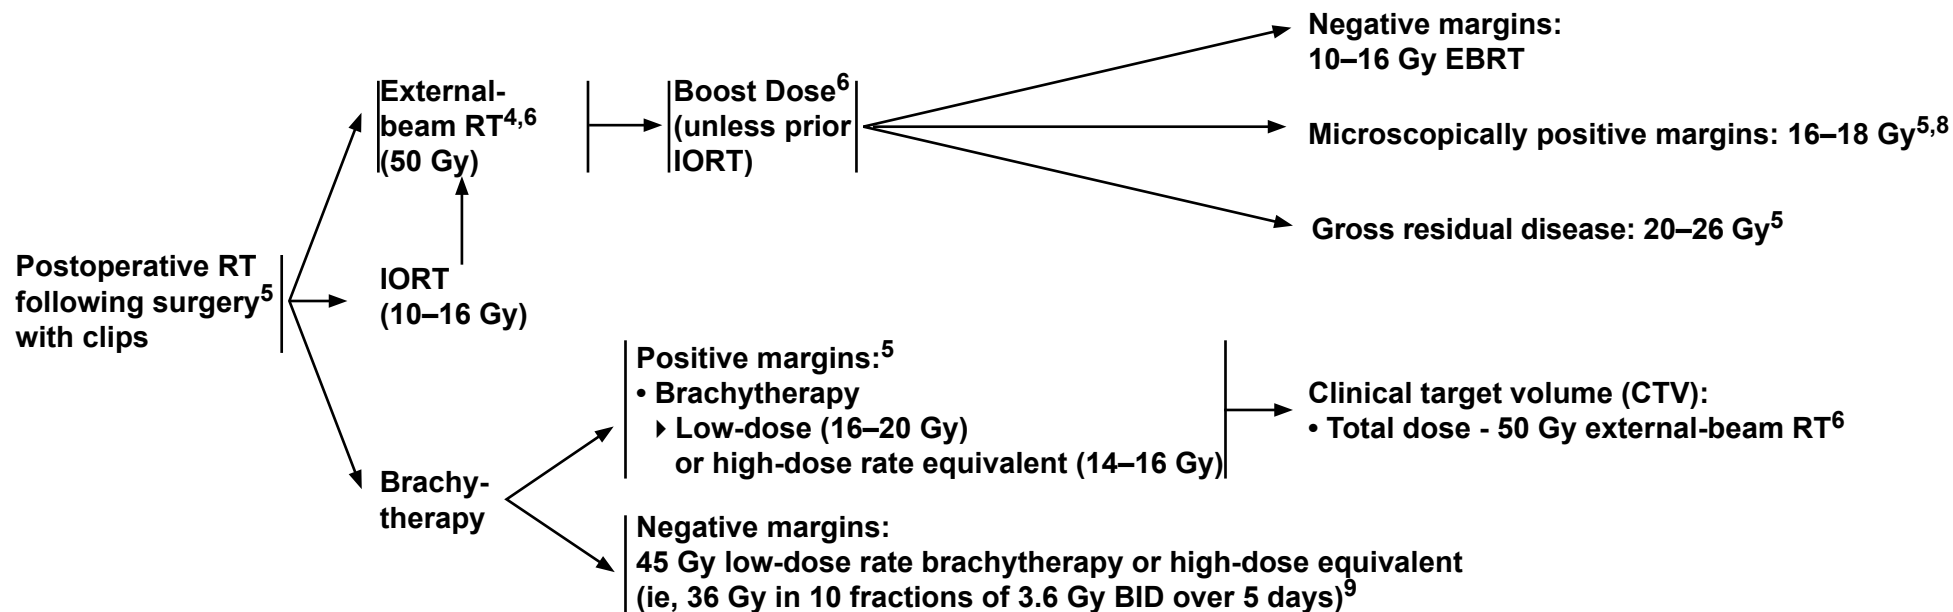 Postoperative RT
following surgery5
with clips
External-
beam RT4,6
(50 Gy)
IORT
(10–16 Gy)
Brachy-
therapy
Boost Dose6
(unless prior
IORT)
Negative margins:
10–16 Gy EBRT
Microscopically positive margins: 16–18 Gy5,8
Gross residual disease: 20–26 Gy5
Positive margins:5
• Brachytherapy
Low-dose (16–20 Gy)
or high-dose rate equivalent (14–16 Gy)
Clinical target volume (CTV):
• Total dose - 50 Gy external-beam RT6
Negative margins:
45 Gy low-dose rate brachytherapy or high-dose equivalent
(ie, 36 Gy in 10 fractions of 3.6 Gy BID over 5 days)9